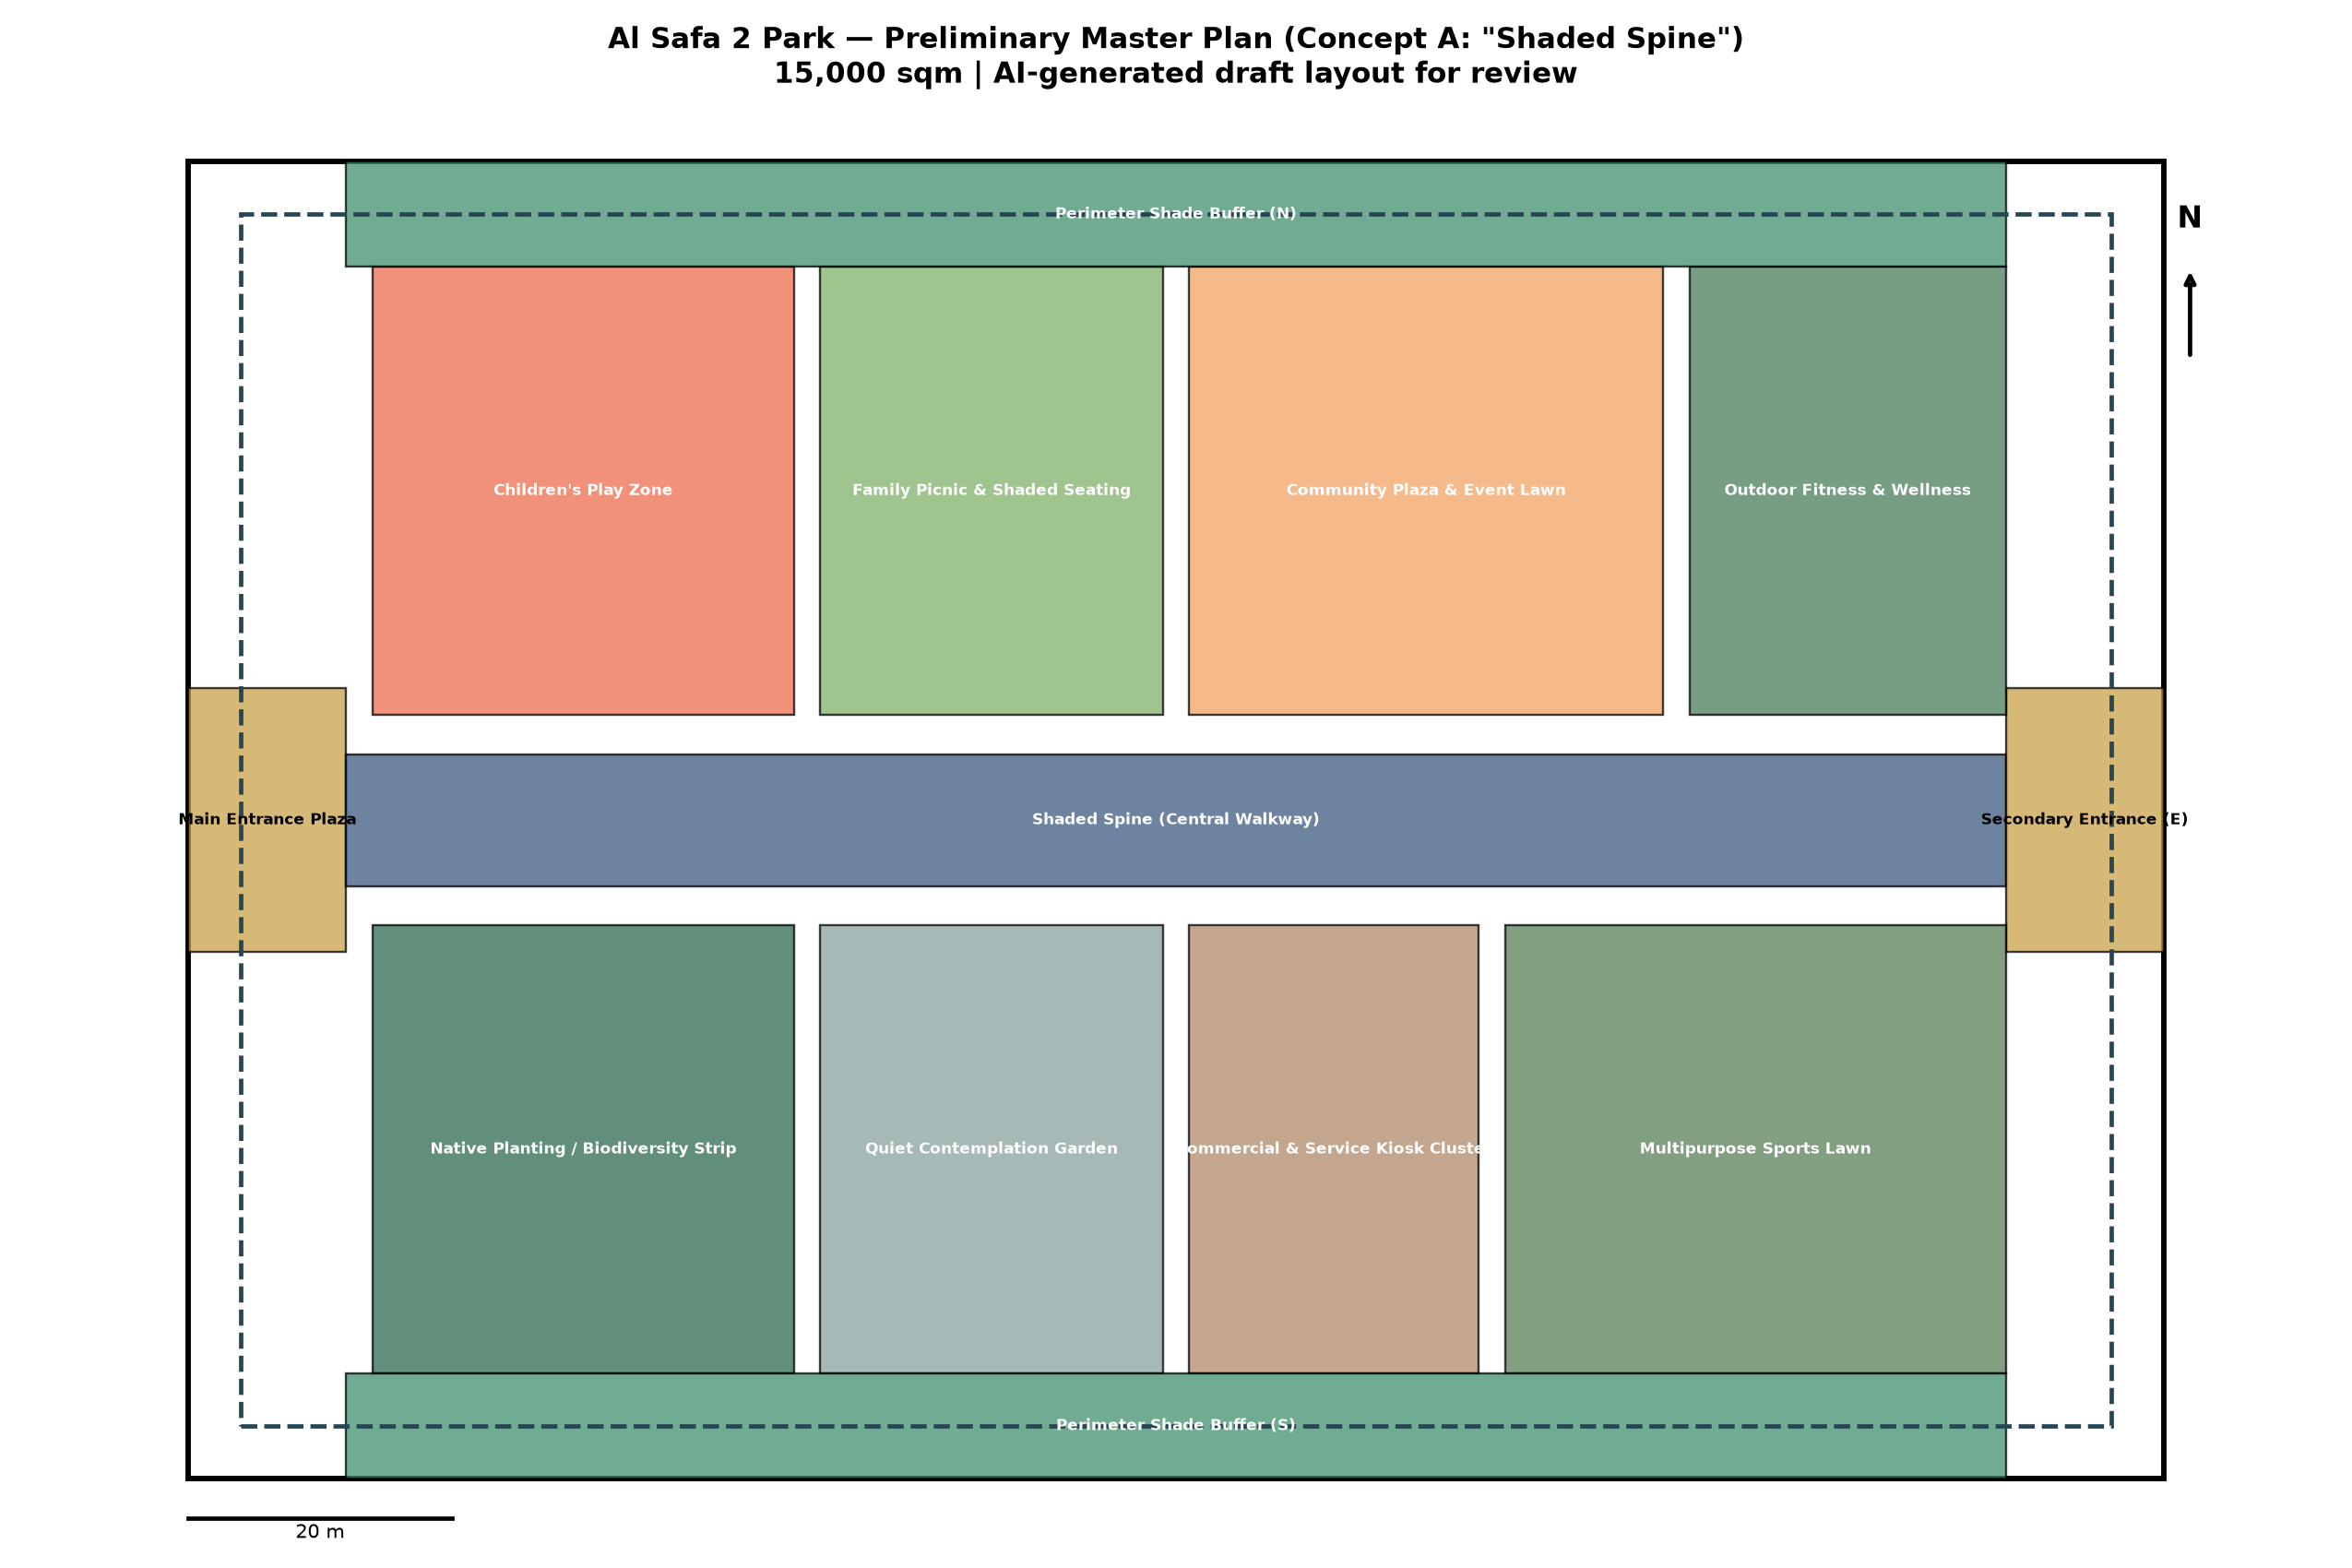 Al Safa 2 Park — Preliminary Master Plan (Concept A: "Shaded Spine")
15,000 sqm | AI-generated draft layout for review
Perimeter Shade Buffer (N)
N
Children's Play Zone
Family Picnic & Shaded Seating
Community Plaza & Event Lawn
Outdoor Fitness & Wellness
Main Entrance Plaza
Shaded Spine (Central Walkway)
Secondary Entrance (E)
Native Planting / Biodiversity Strip
Quiet Contemplation Garden
ommercial & Service Kiosk Cluste
Multipurpose Sports Lawn
Perimeter Shade Buffer (S)
20 m